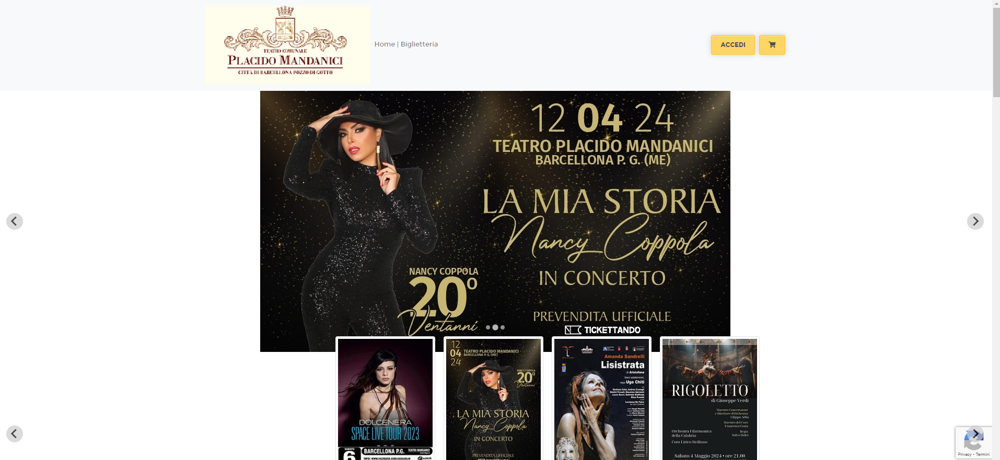 TEATRO COMUNALE
PLACIDO MANDANICI
CITTÀ DI BARCELLONA POZZO DI GOTTO
Home | Biglietteria
ACCEDI
12 04 24
TEATRO PLACIDO MANDANICI
BARCELLONA P. G. (ME)
LA MIA STORIA
Nancy Coppola
IN CONCERTO
NANCY COPPOLA
20°
Ventanni
PREVENDITA UFFICIALE
TICKETTANDO
DOLCENERA
SPACE LIVE TOUR 2023
SABATO
6
BARCELLONA P.G.
TEATRO MANDANICI
INFO: WWW.FACEBOOK.COM/ASSDARLIN
12
04
24
TEATRO PLACIDO MANDANICI
BARCELLONA P.G. (ME)
NANCY COPPOLA
20°
Ventanni
LA MIA STORIA
Nancy Coppola
IN CONCERTO
PREVENDITA UFFICIALE
Amanda Sandrelli
Lisistrata
di Aristofane
libero adattamento,
regia Ugo Chiti
RIGOLETTO
di Giuseppe Verdi
Maestro Concertatore
e Direttore d'Orchestra
Filippo Arlia
Maestro del Coro
Francesco Costa
Orchestra Filarmonica
della Calabria
Regia
Salvo Dolce
Coro Lirico Siciliano
Sabato 4 Maggio 2024 • ore 21.00
Privacy - Termini